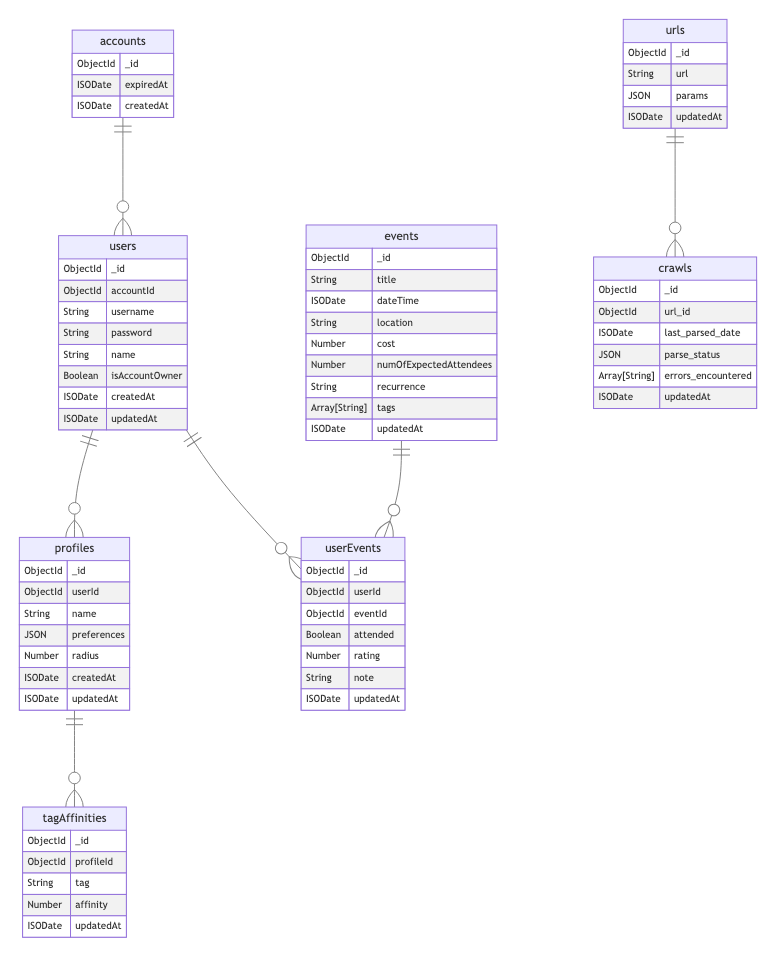 accounts
ObjectId _id
ISODate expiredAt
ISODate createdAt
urls
ObjectId _id
String url
JSON params
ISODate updatedAt
users
ObjectId _id
ObjectId accountId
String username
String password
String name
Boolean isAccountOwner
ISODate createdAt
ISODate updatedAt
events
ObjectId _id
String title
ISODate dateTime
String location
Number cost
Number numOfExpectedAttendees
String recurrence
Array[String] tags
ISODate updatedAt
crawls
ObjectId _id
ObjectId url_id
ISODate last_parsed_date
JSON parse_status
Array[String] errors_encountered
ISODate updatedAt
profiles
ObjectId _id
ObjectId userId
String name
JSON preferences
Number radius
ISODate createdAt
ISODate updatedAt
userEvents
ObjectId _id
ObjectId userId
ObjectId eventId
Boolean attended
Number rating
String note
ISODate updatedAt
tagAffinities
ObjectId _id
ObjectId profileId
String tag
Number affinity
ISODate updatedAt